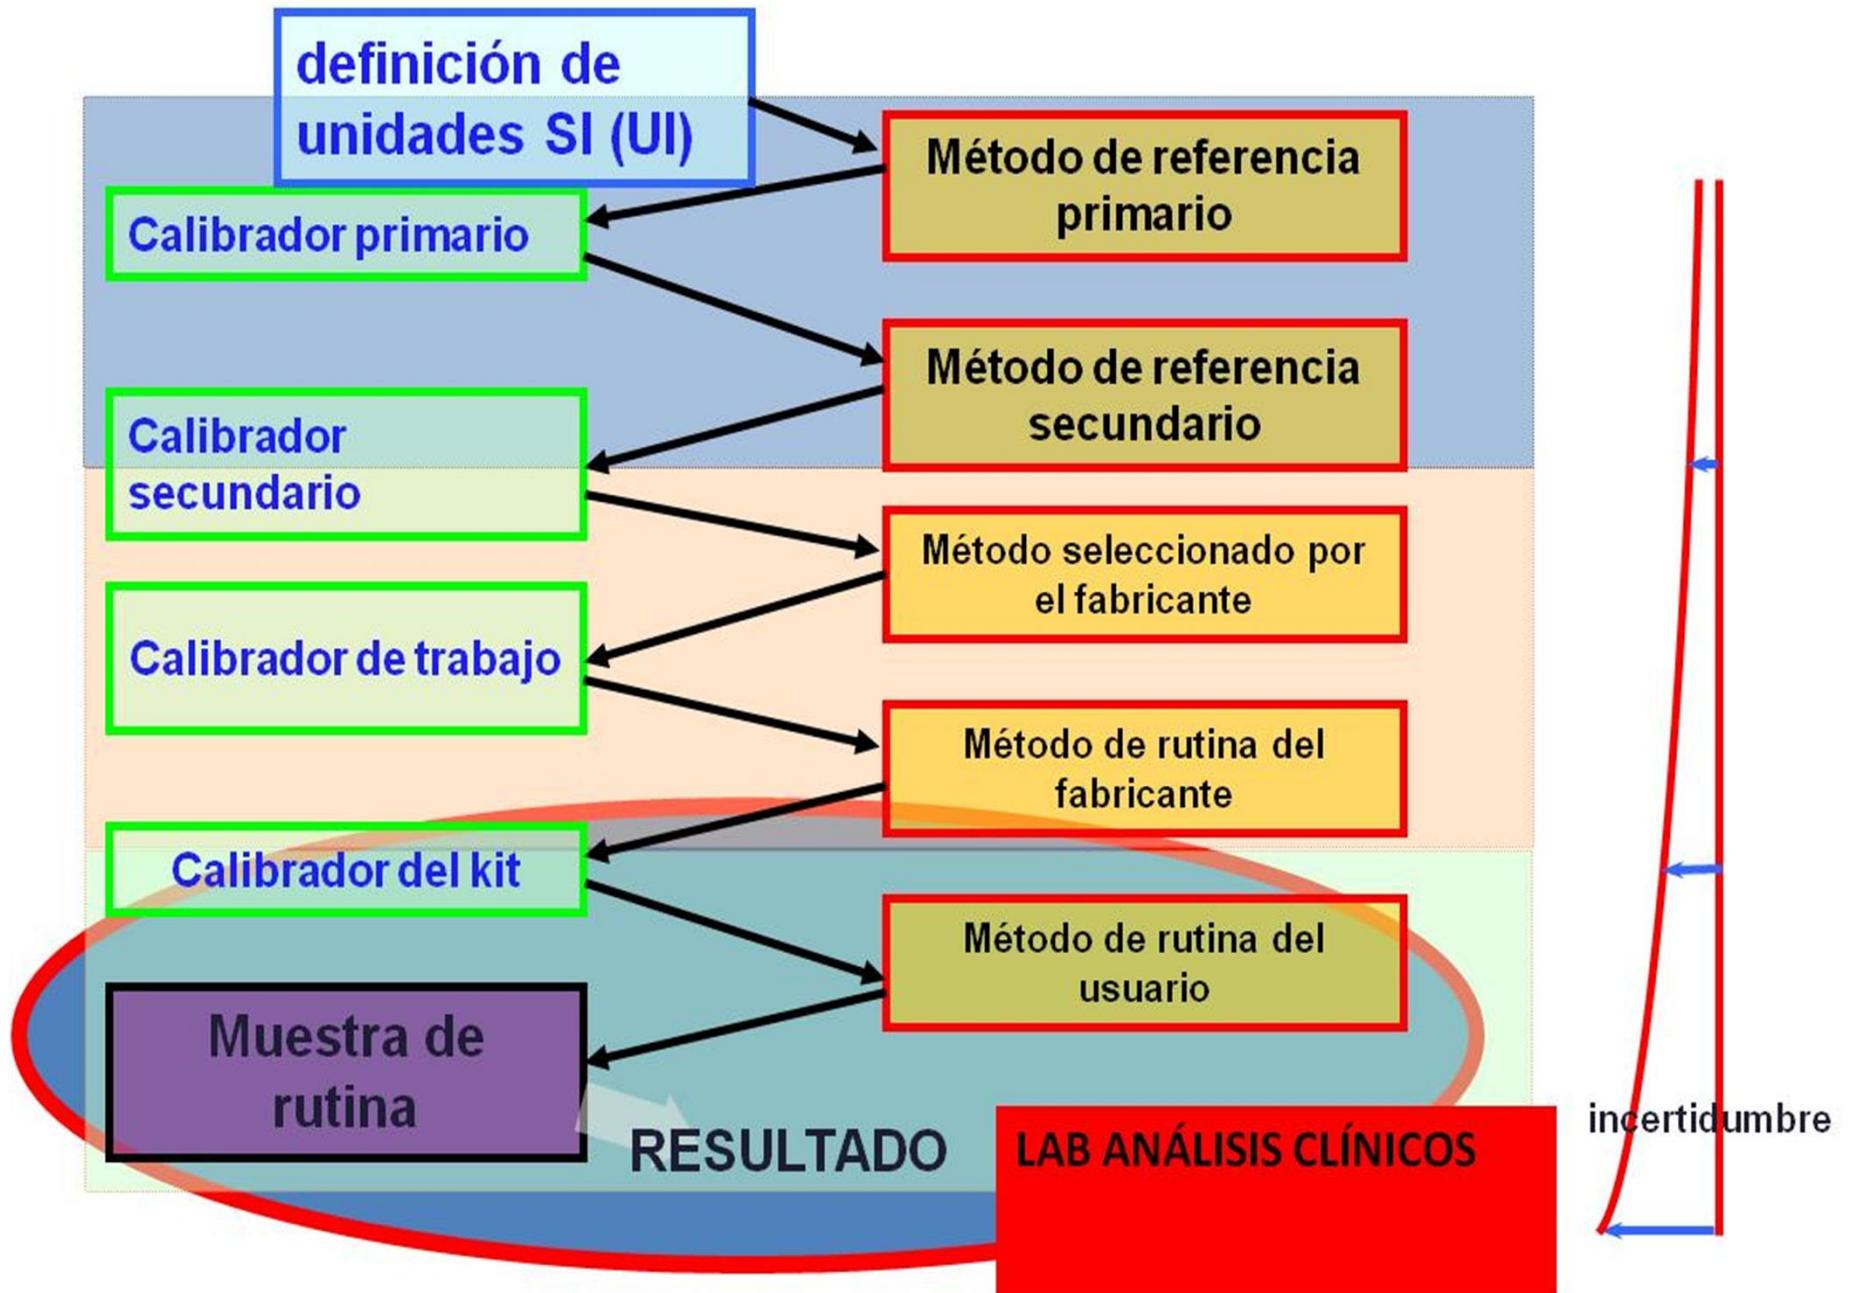 definición de
unidades SI (UI)
Método de referencia
primario
Calibrador primario
Método de referencia
secundario
Calibrador
secundario
Método seleccionado por
el fabricante
Calibrador de trabajo
Método de rutina del
fabricante
Calibrador del kit
Método de rutina del
usuario
Muestra de
rutina
RESULTADO
LAB ANÁLISIS CLÍNICOS
incertidumbre